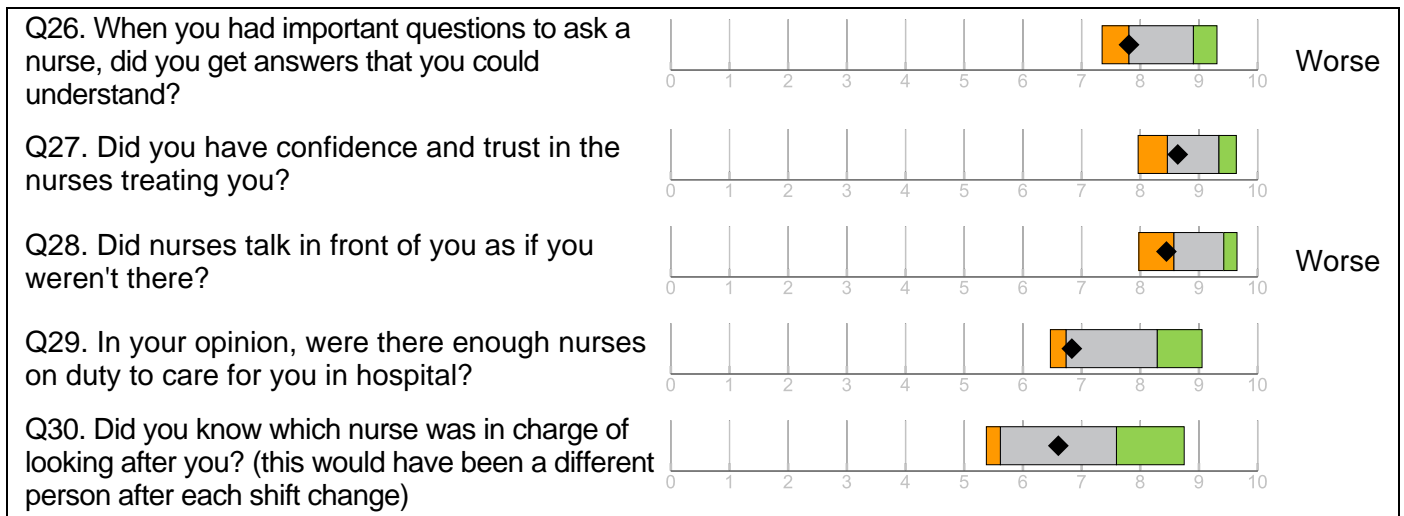 Q26. When you had important questions to ask a
nurse, did you get answers that you could
understand?
0 1 2 3 4 5 6 7 8 9 10
Worse
Q27. Did you have confidence and trust in the
nurses treating you?
0 1 2 3 4 5 6 7 8 9 10
Q28. Did nurses talk in front of you as if you
weren't there?
0 1 2 3 4 5 6 7 8 9 10
Worse
Q29. In your opinion, were there enough nurses
on duty to care for you in hospital?
0 1 2 3 4 5 6 7 8 9 10
Q30. Did you know which nurse was in charge of
looking after you? (this would have been a different
person after each shift change)
0 1 2 3 4 5 6 7 8 9 10